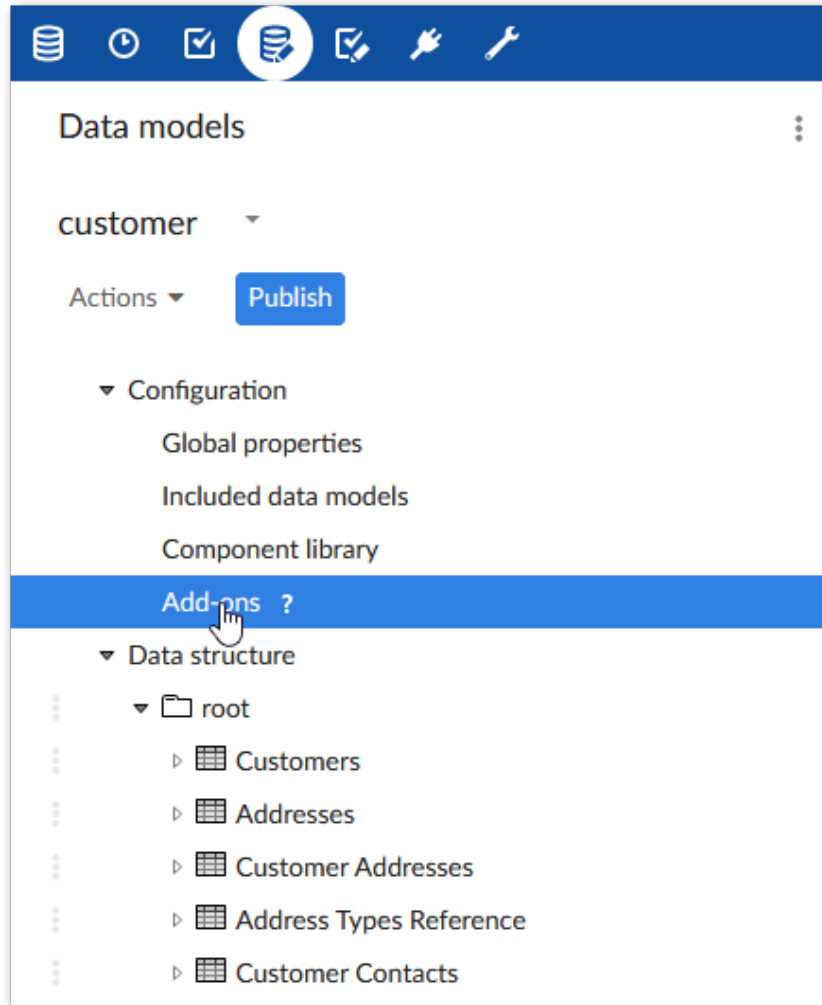 Data models
customer
Actions Publish
Configuration
Global properties
Included data models
Component library
Add-ons ?
Data structure
root
Customers
Addresses
Customer Addresses
Address Types Reference
Customer Contacts